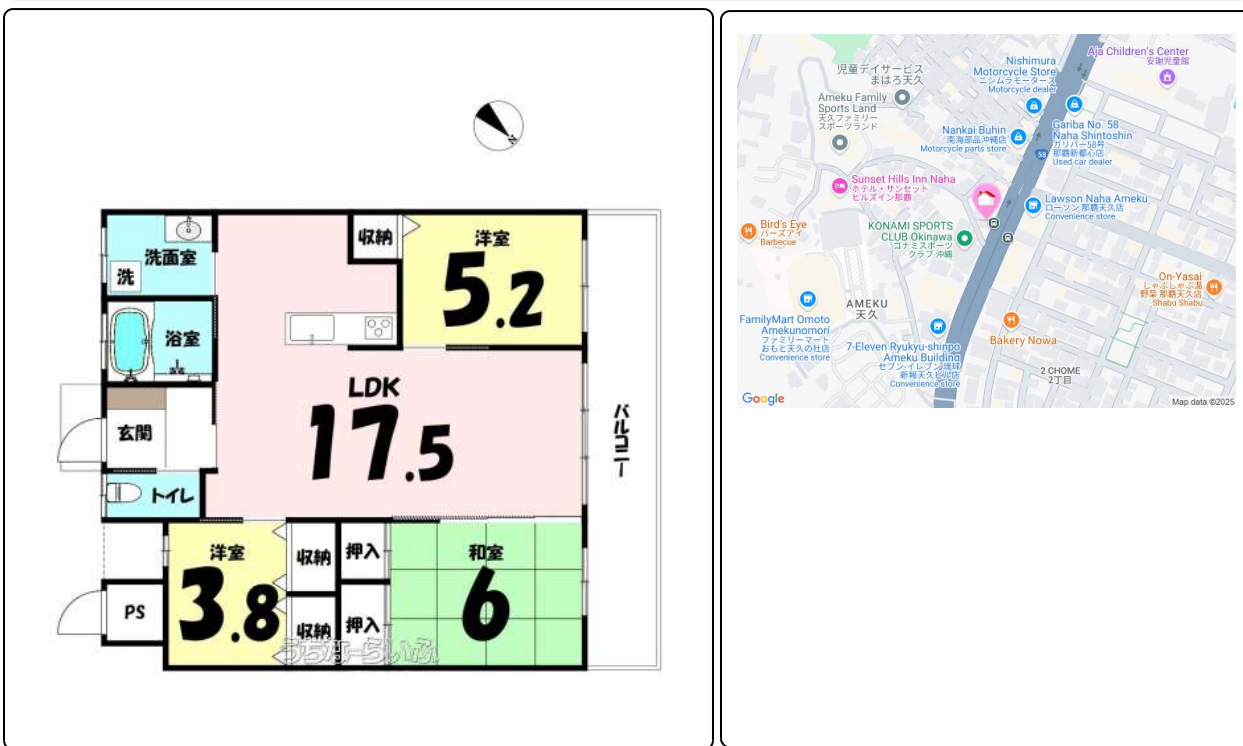 N
洗面室
洗
収納
洋室
5.2
浴室
LDK
17.5
玄関
バルコニー
トイレ
洋室
3.8
収納
押入
和室
6
PS
収納
押入
うちなーらいふ
Aja Children's Center
安謝児童館
児童デイサービス
まほろ天久
Nishimura
Motorcycle Store
ニシムラモータース
Motorcycle dealer
Ameku Family
Sports Land
天久ファミリー
スポーツランド
Nankai Buhin
南海部品沖縄店
Motorcycle parts store
Gariba No. 58
Naha Shintoshin
ガリバー58号
那覇新都心店
Used car dealer
58
Sunset Hills Inn Naha
ホテル・サンセット
ヒルズイン那覇
Lawson Naha Ameku
ローソン 那覇天久店
Convenience store
Bird's Eye
バーズアイ
Barbecue
KONAMI SPORTS
CLUB Okinawa
コナミスポーツ
クラブ 沖縄
On-Yasai
しゃぶしゃぶ温
野菜 那覇天久店
Shabu Shabu
AMEKU
天久
FamilyMart Omoto
Amekunomori
ファミリーマート
おもと天久の杜店
Convenience store
7-Eleven Ryukyu-shinpo
Ameku Building
セブン-イレブン 琉球
新報天久ビル店
Convenience store
Bakery Nowa
2 CHOME
2丁目
Google
Map data ©2025